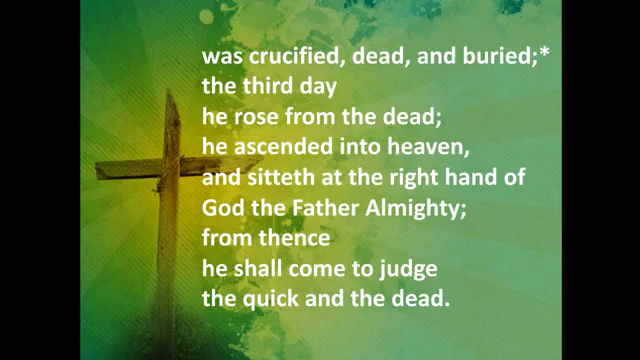 was crucified, dead, and buried;*
the third day
he rose from the dead;
he ascended into heaven,
and sitteth at the right hand of
God the Father Almighty;
from thence
he shall come to judge
the quick and the dead.